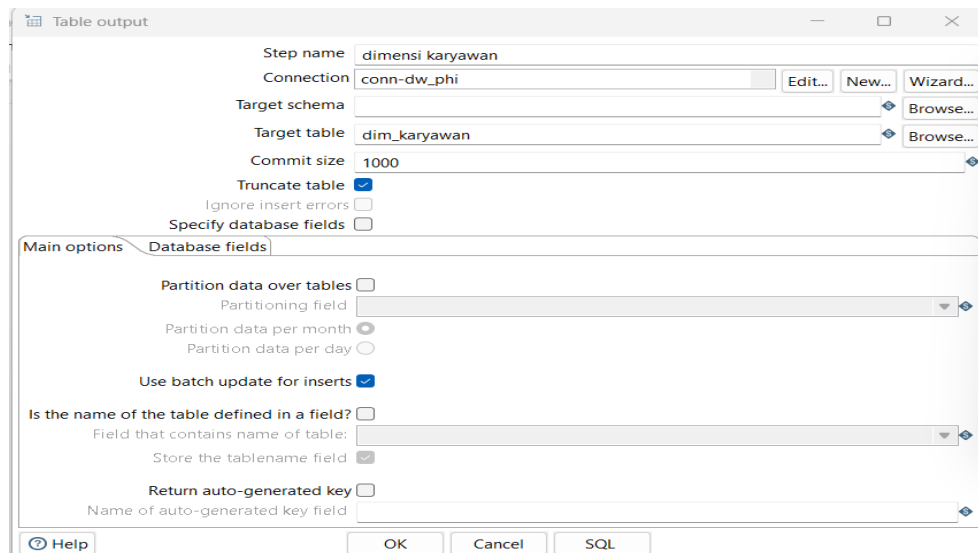 Table output
Step name dimensi karyawan
Connection conn-dw_phi Edit... New... Wizard...
Target schema Browse...
Target table dim_karyawan Browse...
Commit size 1000
Truncate table
Ignore insert errors
Specify database fields
Main options Database fields
Partition data over tables
Partitioning field
Partition data per month
Partition data per day
Use batch update for inserts
Is the name of the table defined in a field?
Field that contains name of table:
Store the tablename field
Return auto-generated key
Name of auto-generated key field
Help OK Cancel SQL